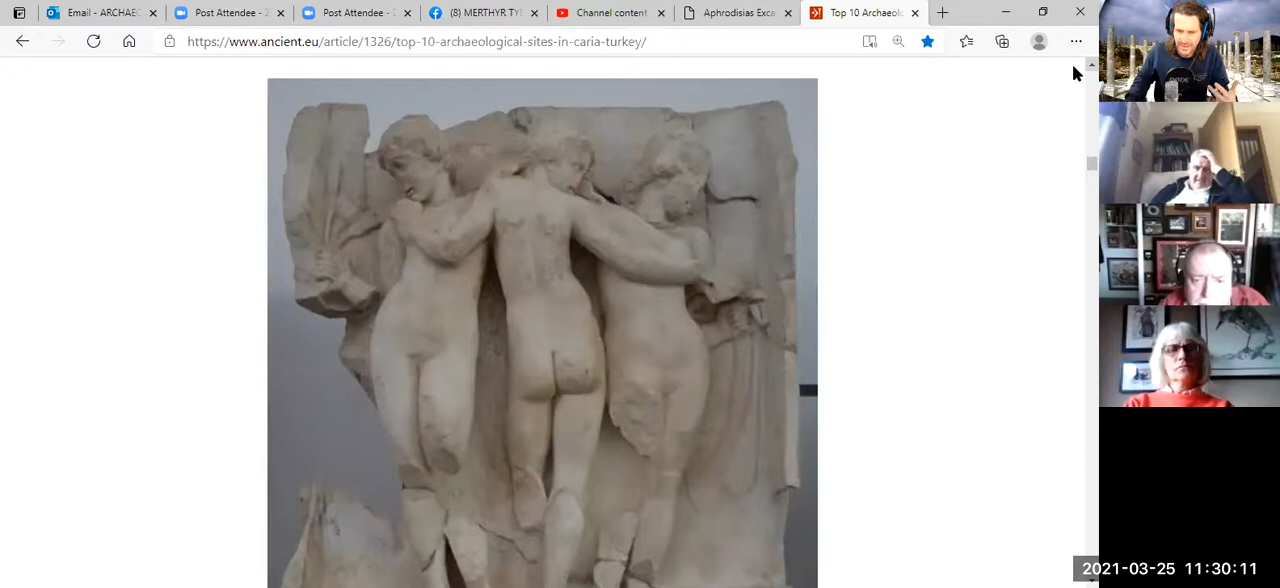 Email - ARCHAE
Post Attendee - 2
Post Attendee - 2
(8) MERTHYR TY
Channel content
Aphrodisias Exca
Top 10 Archaeolo
https://www.ancient.eu/article/1326/top-10-archaeological-sites-in-caria-turkey/
2021-03-25 11:30:11